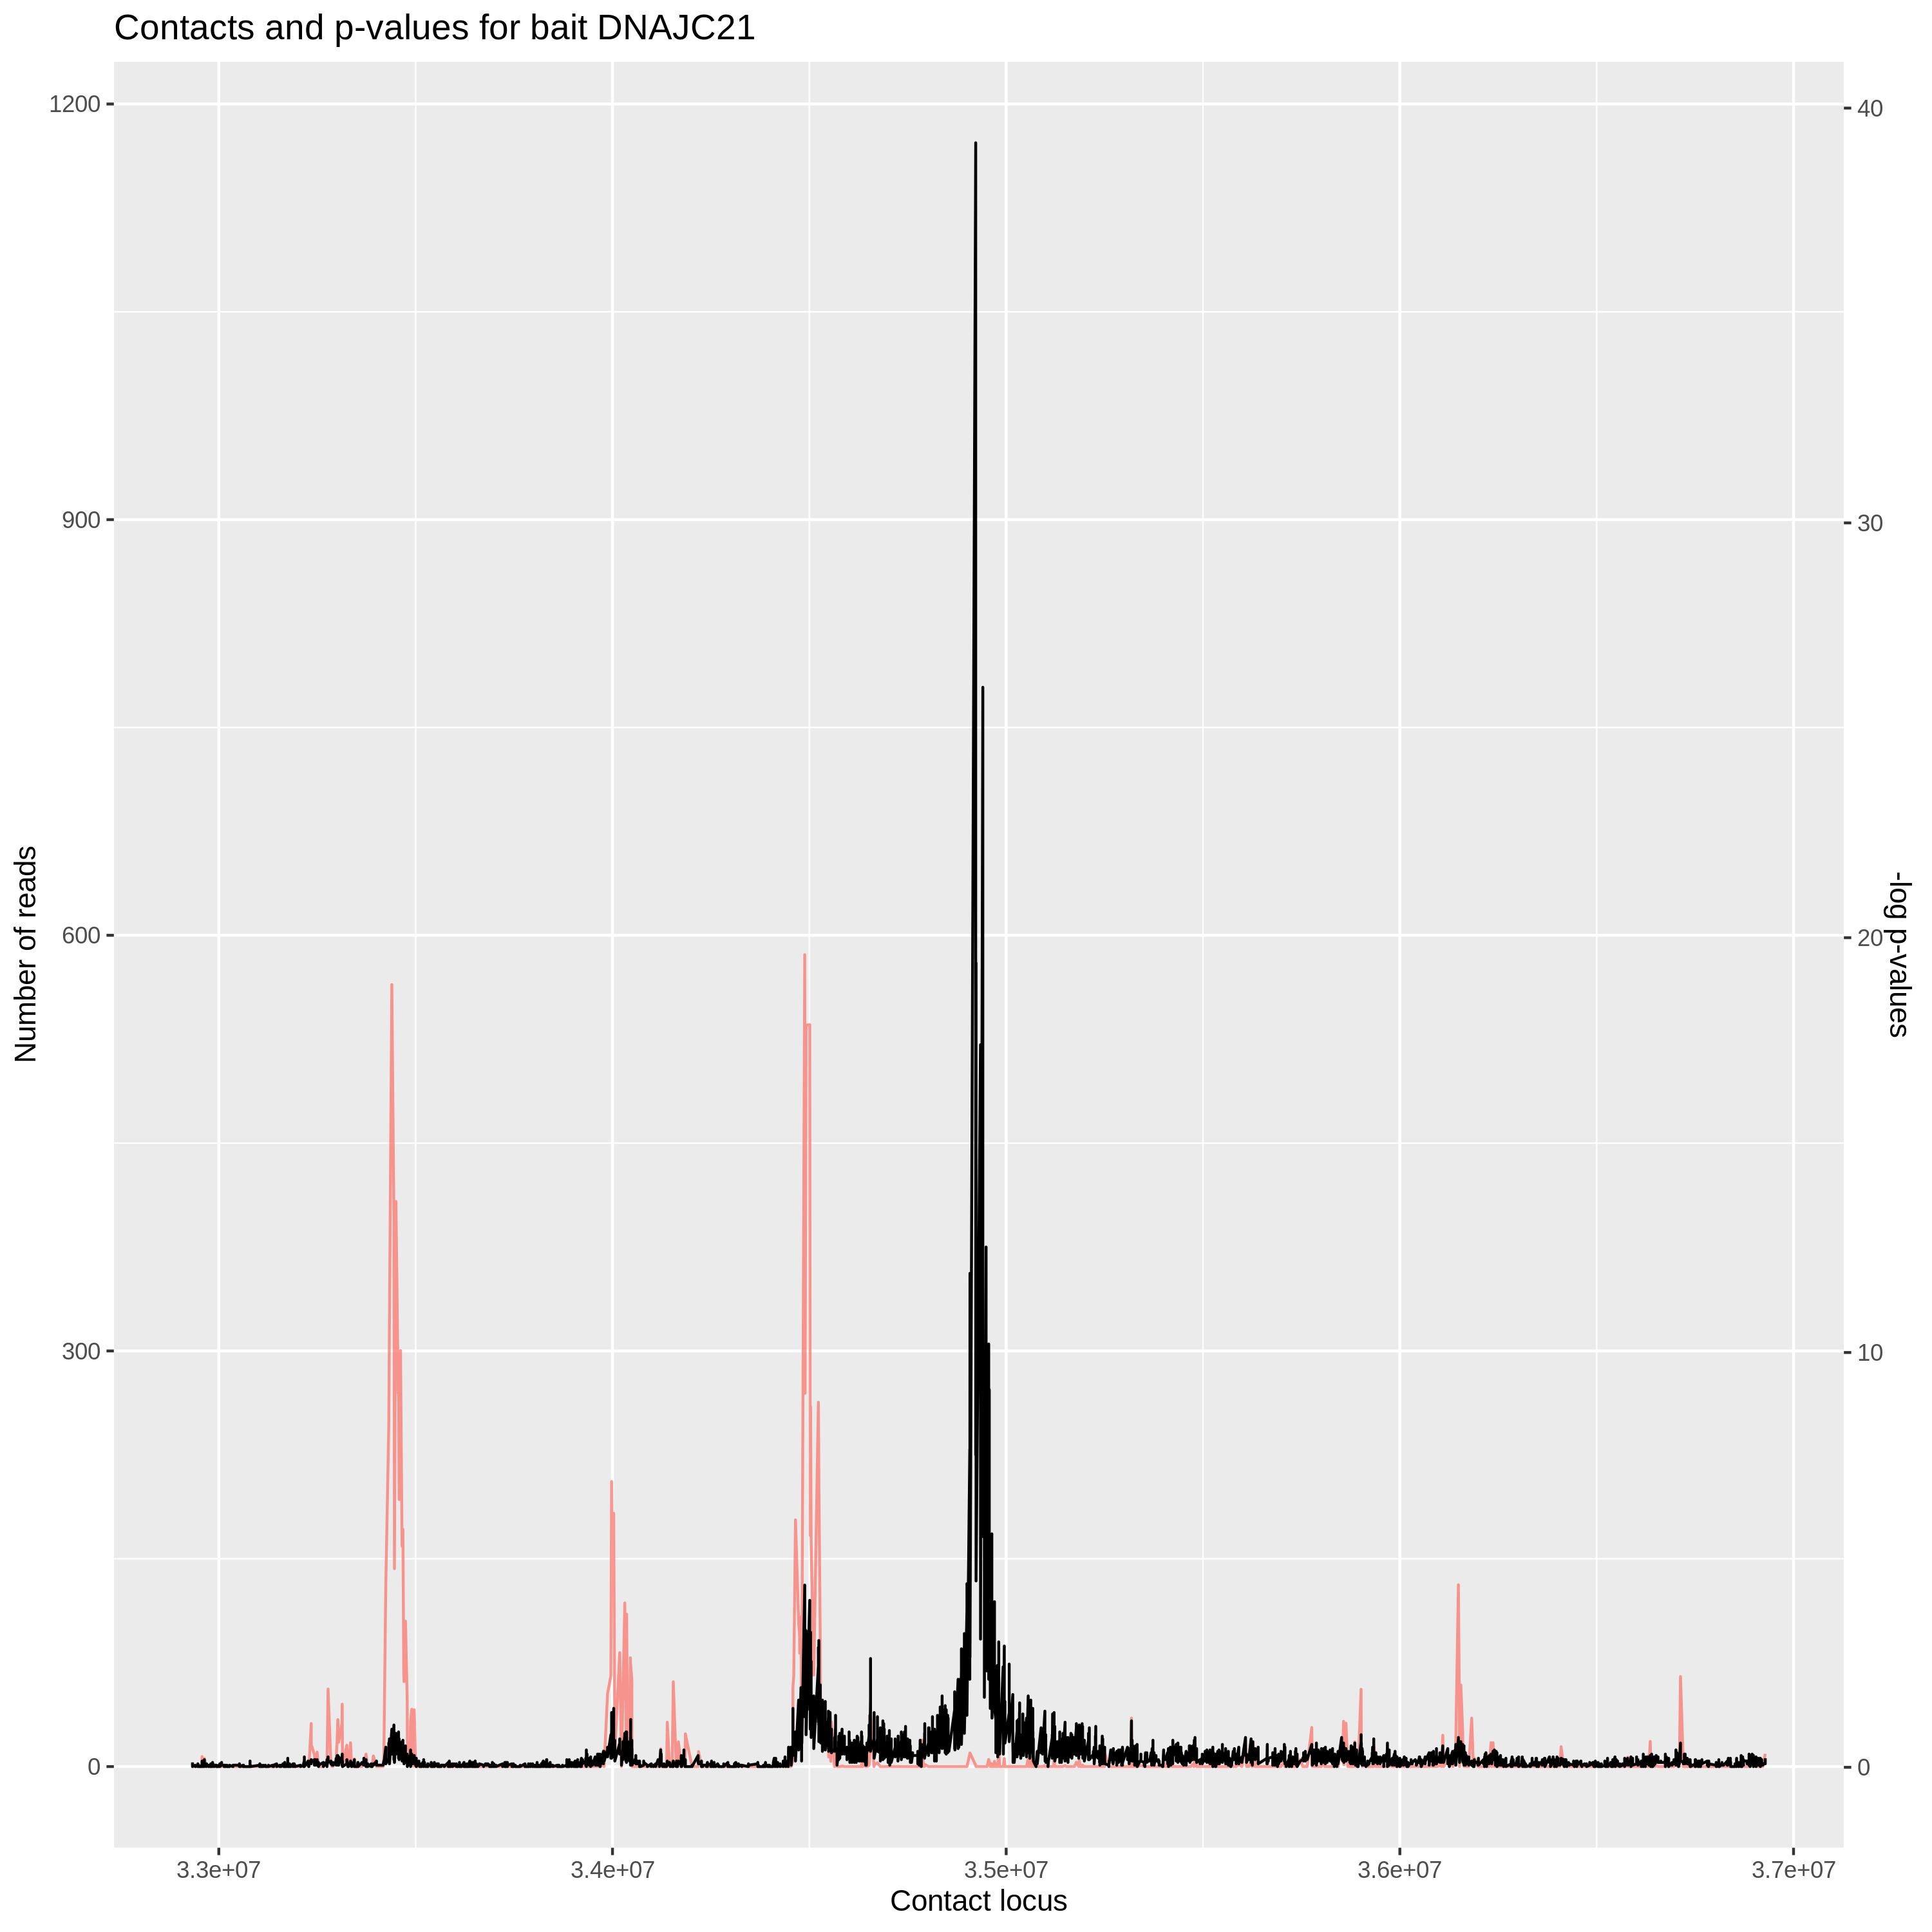 Contacts and p-values for bait DNAJC21
1200
900
600
300
0
Number of reads
40
30
20
10
0
-log p-values
3.3e+07
3.4e+07
3.5e+07
3.6e+07
3.7e+07
Contact locus